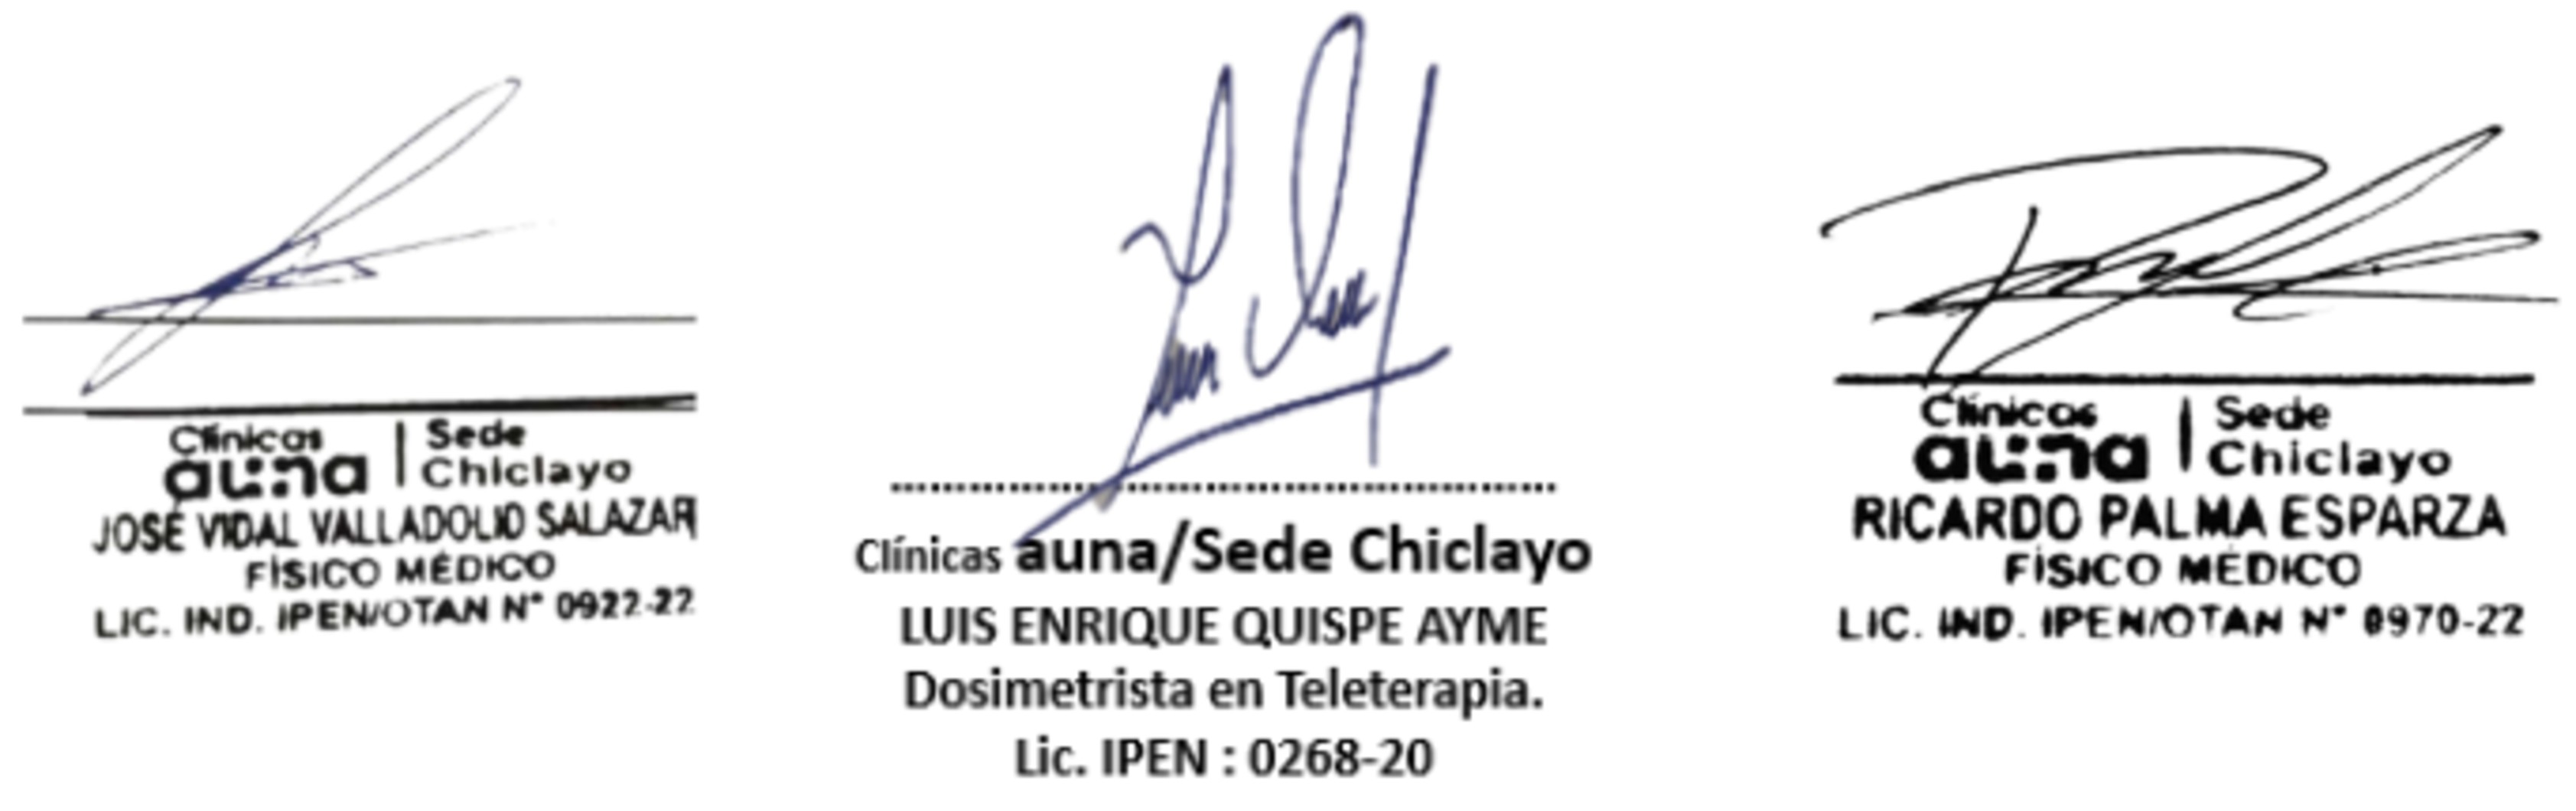 Clínicas auna | Sede Chiclayo
JOSÉ VIDAL VALLADOLID SALAZAR
FÍSICO MÉDICO
LIC. IND. IPEN/OTAN N° 0922-22
Clínicas auna/Sede Chiclayo
LUIS ENRIQUE QUISPE AYME
Dosimetrista en Teleterapia.
Lic. IPEN : 0268-20
Clínicas auna | Sede Chiclayo
RICARDO PALMA ESPARZA
FÍSICO MÉDICO
LIC. IND. IPEN/OTAN N° 0970-22